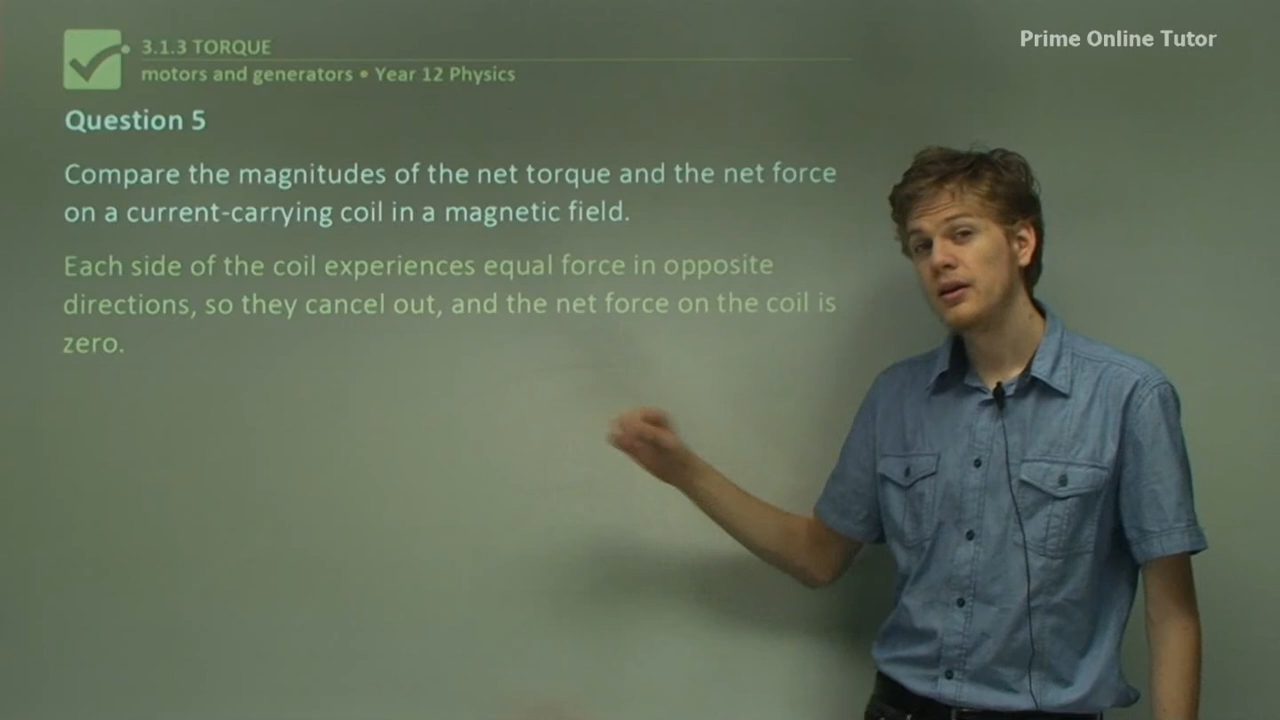 3.1.3 TORQUE
Prime Online Tutor
motors and generators • Year 12 Physics
Question 5
Compare the magnitudes of the net torque and the net force
on a current-carrying coil in a magnetic field.
Each side of the coil experiences equal force in opposite
directions, so they cancel out, and the net force on the coil is
zero.